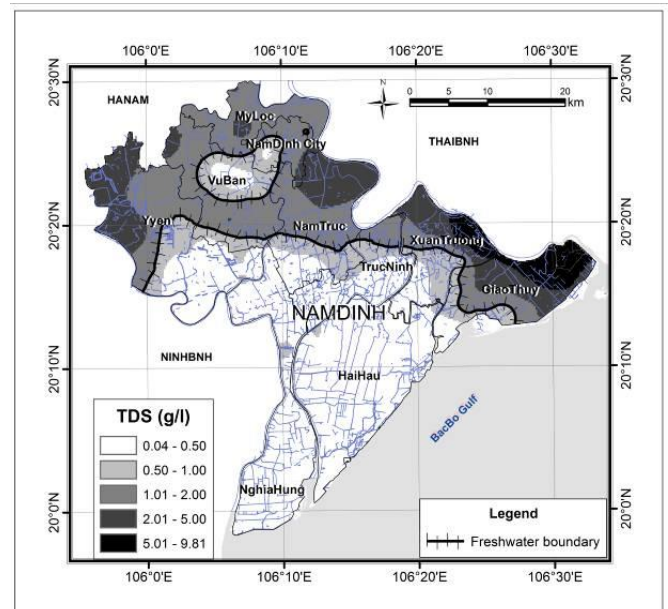 106°0'E 106°10'E 106°20'E 106°30'E
20°30'N 20°30'N
HANAM
N
0 5 10 20
km
MyLoc
NamDinh City
THAIBNH
VuBan
20°20'N 20°20'N
Yyen
NamTruc
XuanTruong
TrucNinh
GiaoThuy
NAMDINH
NINHBNH
20°10'N 20°10'N
HaiHau
BacBo Gulf
TDS (g/l)
0.04 - 0.50
0.50 - 1.00
1.01 - 2.00
2.01 - 5.00
5.01 - 9.81
NghiaHung
Legend
Freshwater boundary
20°0'N 20°0'N
106°0'E 106°10'E 106°20'E 106°30'E